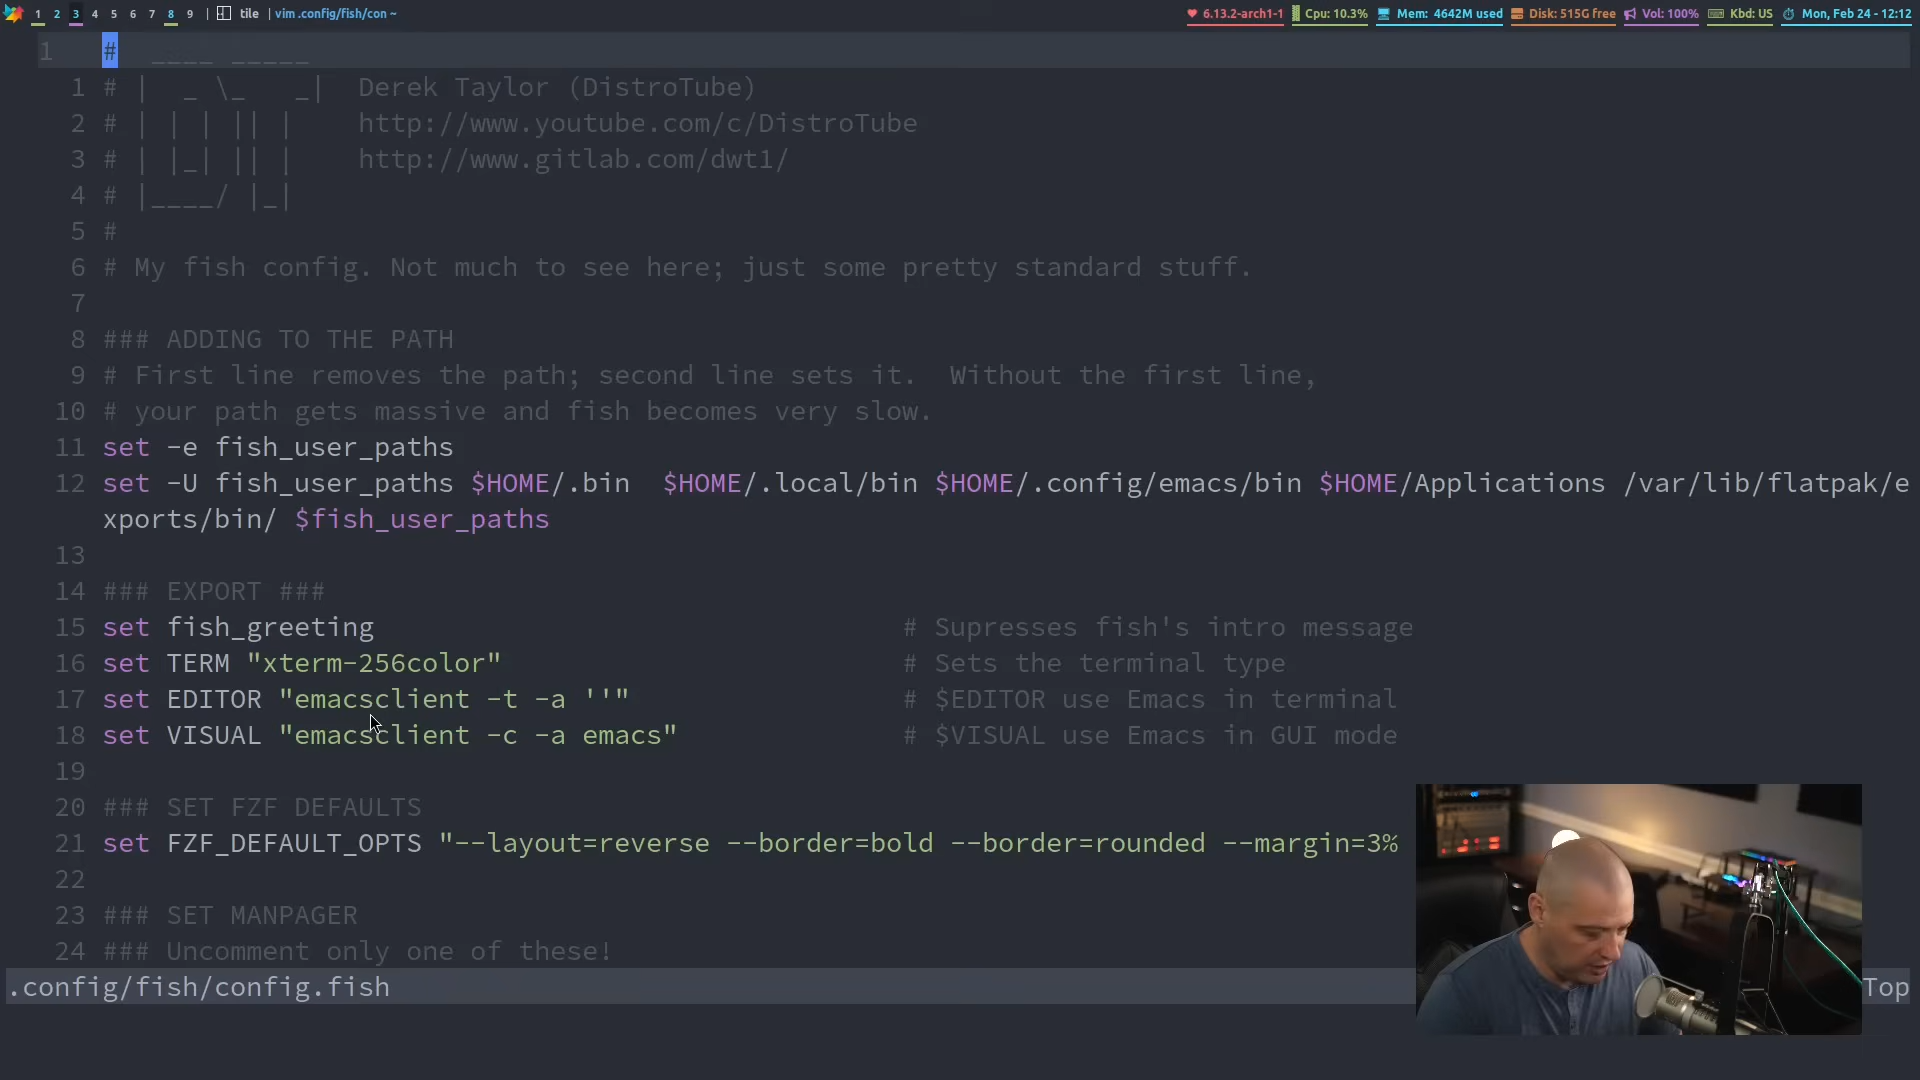 1 2 3 4 5 6 7 8 9 | tile | vim .config/fish/con ~ 6.13.2-arch1-1 Cpu: 10.3% Mem: 4642M used Disk: 515G free Vol: 100% Kbd: US Mon, Feb 24 - 12:12
1 #  ____ _____
1 # |  _ \_   _|  Derek Taylor (DistroTube)
2 # | | | || |    http://www.youtube.com/c/DistroTube
3 # | |_| || |    http://www.gitlab.com/dwt1/
4 # |____/ |_|
5 #
6 # My fish config. Not much to see here; just some pretty standard stuff.
7
8 ### ADDING TO THE PATH
9 # First line removes the path; second line sets it.  Without the first line,
10 # your path gets massive and fish becomes very slow.
11 set -e fish_user_paths
12 set -U fish_user_paths $HOME/.bin  $HOME/.local/bin $HOME/.config/emacs/bin $HOME/Applications /var/lib/flatpak/e
xports/bin/ $fish_user_paths
13
14 ### EXPORT ###
15 set fish_greeting                                 # Supresses fish's intro message
16 set TERM "xterm-256color"                         # Sets the terminal type
17 set EDITOR "emacsclient -t -a ''"                 # $EDITOR use Emacs in terminal
18 set VISUAL "emacsclient -c -a emacs"              # $VISUAL use Emacs in GUI mode
19
20 ### SET FZF DEFAULTS
21 set FZF_DEFAULT_OPTS "--layout=reverse --border=bold --border=rounded --margin=3%
22
23 ### SET MANPAGER
24 ### Uncomment only one of these!
.config/fish/config.fish Top